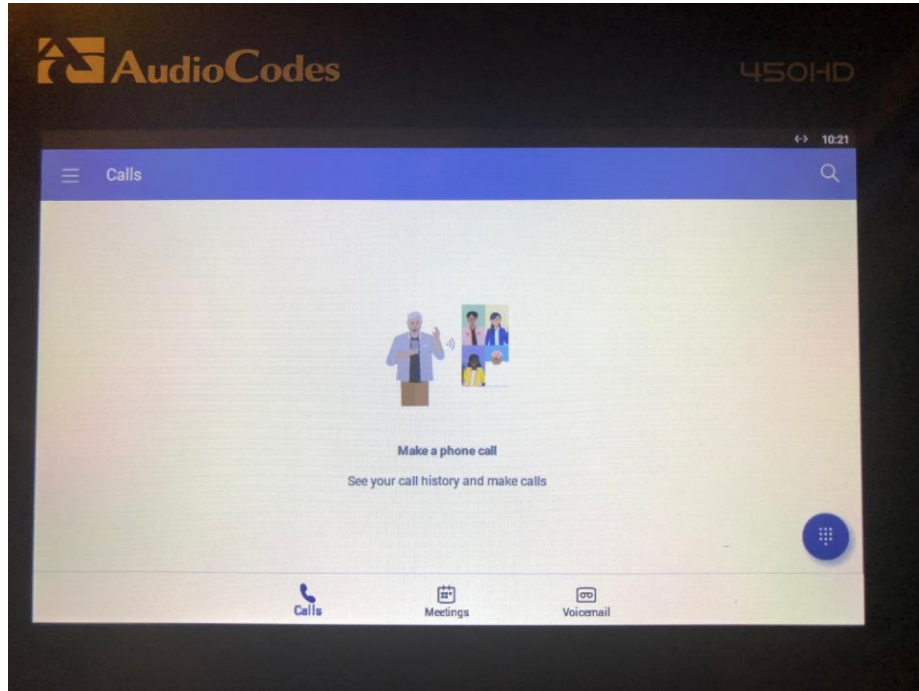 AudioCodes
450HD
10:21
Calls
Make a phone call
See your call history and make calls
Calls
Meetings
Voicemail